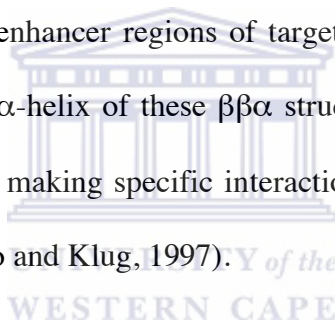 enhancer regions of target
α-helix of these ββα struc
making specific interactio
o and Klug, 1997).
UNIVERSITY of the
WESTERN CAPE